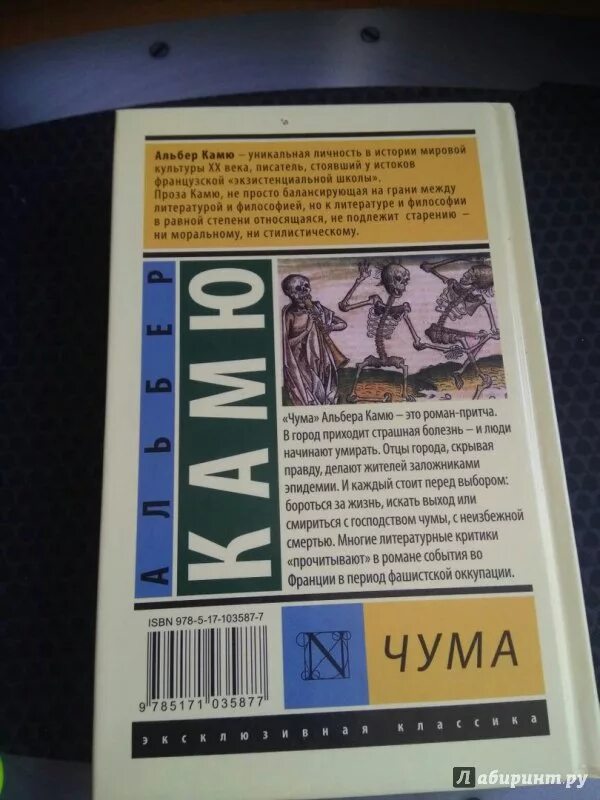 Альбер Камю – уникальная личность в истории мировой
культуры XX века, писатель, стоявший у истоков
французской «экзистенциальной школы».
Проза Камю, не просто балансирующая на грани между
литературой и философией, но к литературе и философии
в равной степени относящаяся, не подлежит старению –
ни моральному, ни стилистическому.
АЛЬБЕР
КАМЮ
«Чума» Альбера Камю – это роман-притча.
В город приходит страшная болезнь – и люди
начинают умирать. Отцы города, скрывая
правду, делают жителей заложниками
эпидемии. И каждый стоит перед выбором:
бороться за жизнь, искать выход или
смириться с господством чумы, с неизбежной
смертью. Многие литературные критики
«прочитывают» в романе события во
Франции в период фашистской оккупации.
ISBN 978-5-17-103587-7
9 785171 035877
N
ЧУМА
эксклюзивная классика
Лабиринт.ру